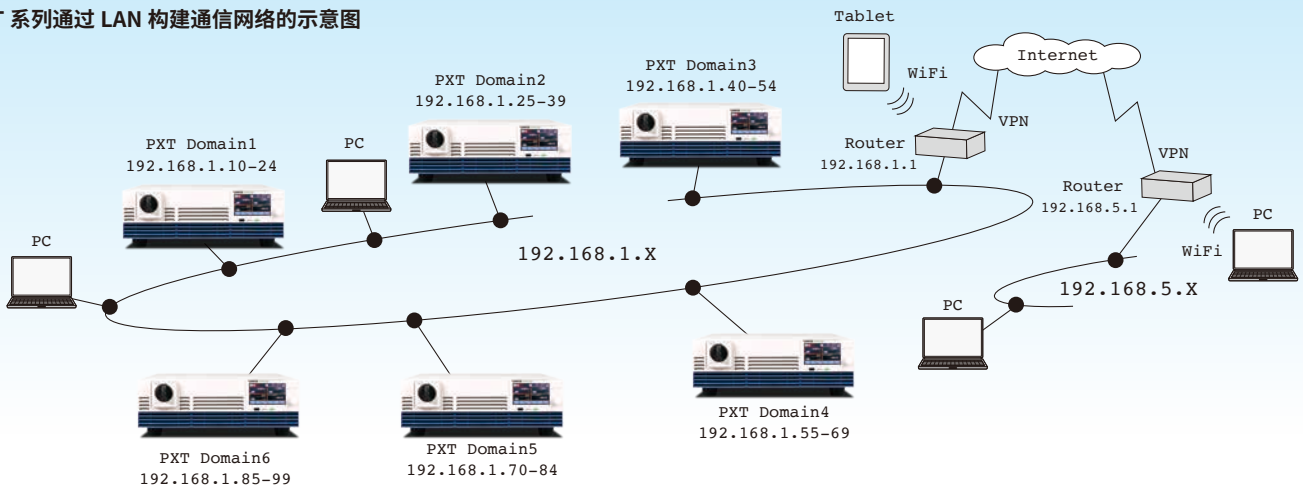 系列通过 LAN 构建通信网络的示意图
Tablet
WiFi
Internet
PXT Domain3
192.168.1.40-54
PXT Domain2
192.168.1.25-39
VPN
Router
192.168.1.1
PC
PXT Domain1
192.168.1.10-24
VPN
Router
192.168.5.1
PC
WiFi
PC
192.168.1.X
192.168.5.X
PC
PXT Domain4
192.168.1.55-69
PXT Domain5
192.168.1.70-84
PXT Domain6
192.168.1.85-99